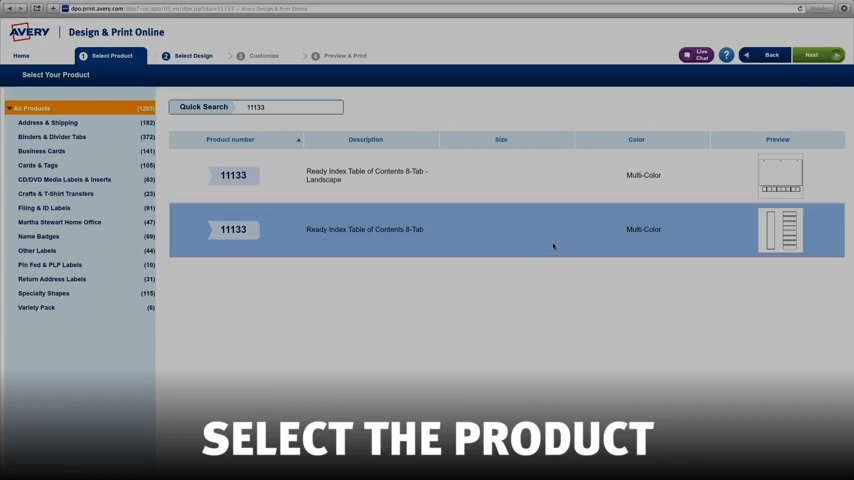 dpo.print.avery.com
Reader
AVERY Design & Print Online
Home
1 Select Product
2 Select Design
3 Customize
4 Preview & Print
Live Chat
?
Back
Next
Select Your Product
All Products (1293)
Address & Shipping (182)
Binders & Divider Tabs (372)
Business Cards (141)
Cards & Tags (105)
CD/DVD Media Labels & Inserts (63)
Crafts & T-Shirt Transfers (23)
Filing & ID Labels (91)
Martha Stewart Home Office (47)
Name Badges (69)
Other Labels (44)
Pin Fed & PLP Labels (10)
Return Address Labels (31)
Specialty Shapes (115)
Variety Pack (6)
Quick Search 11133
Product number Description Size Color Preview
11133 Ready Index Table of Contents 8-Tab - Landscape Multi-Color
11133 Ready Index Table of Contents 8-Tab Multi-Color
SELECT THE PRODUCT